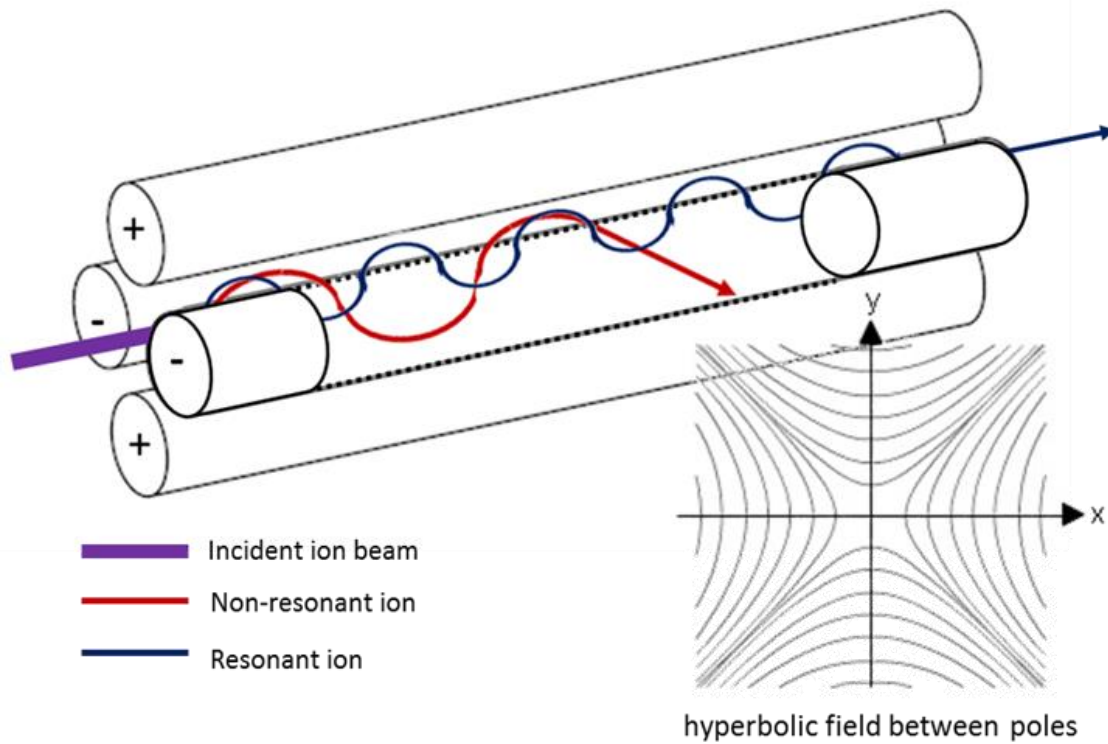 +
-
-
+
y
x
Incident ion beam
Non-resonant ion
Resonant ion
hyperbolic field between poles